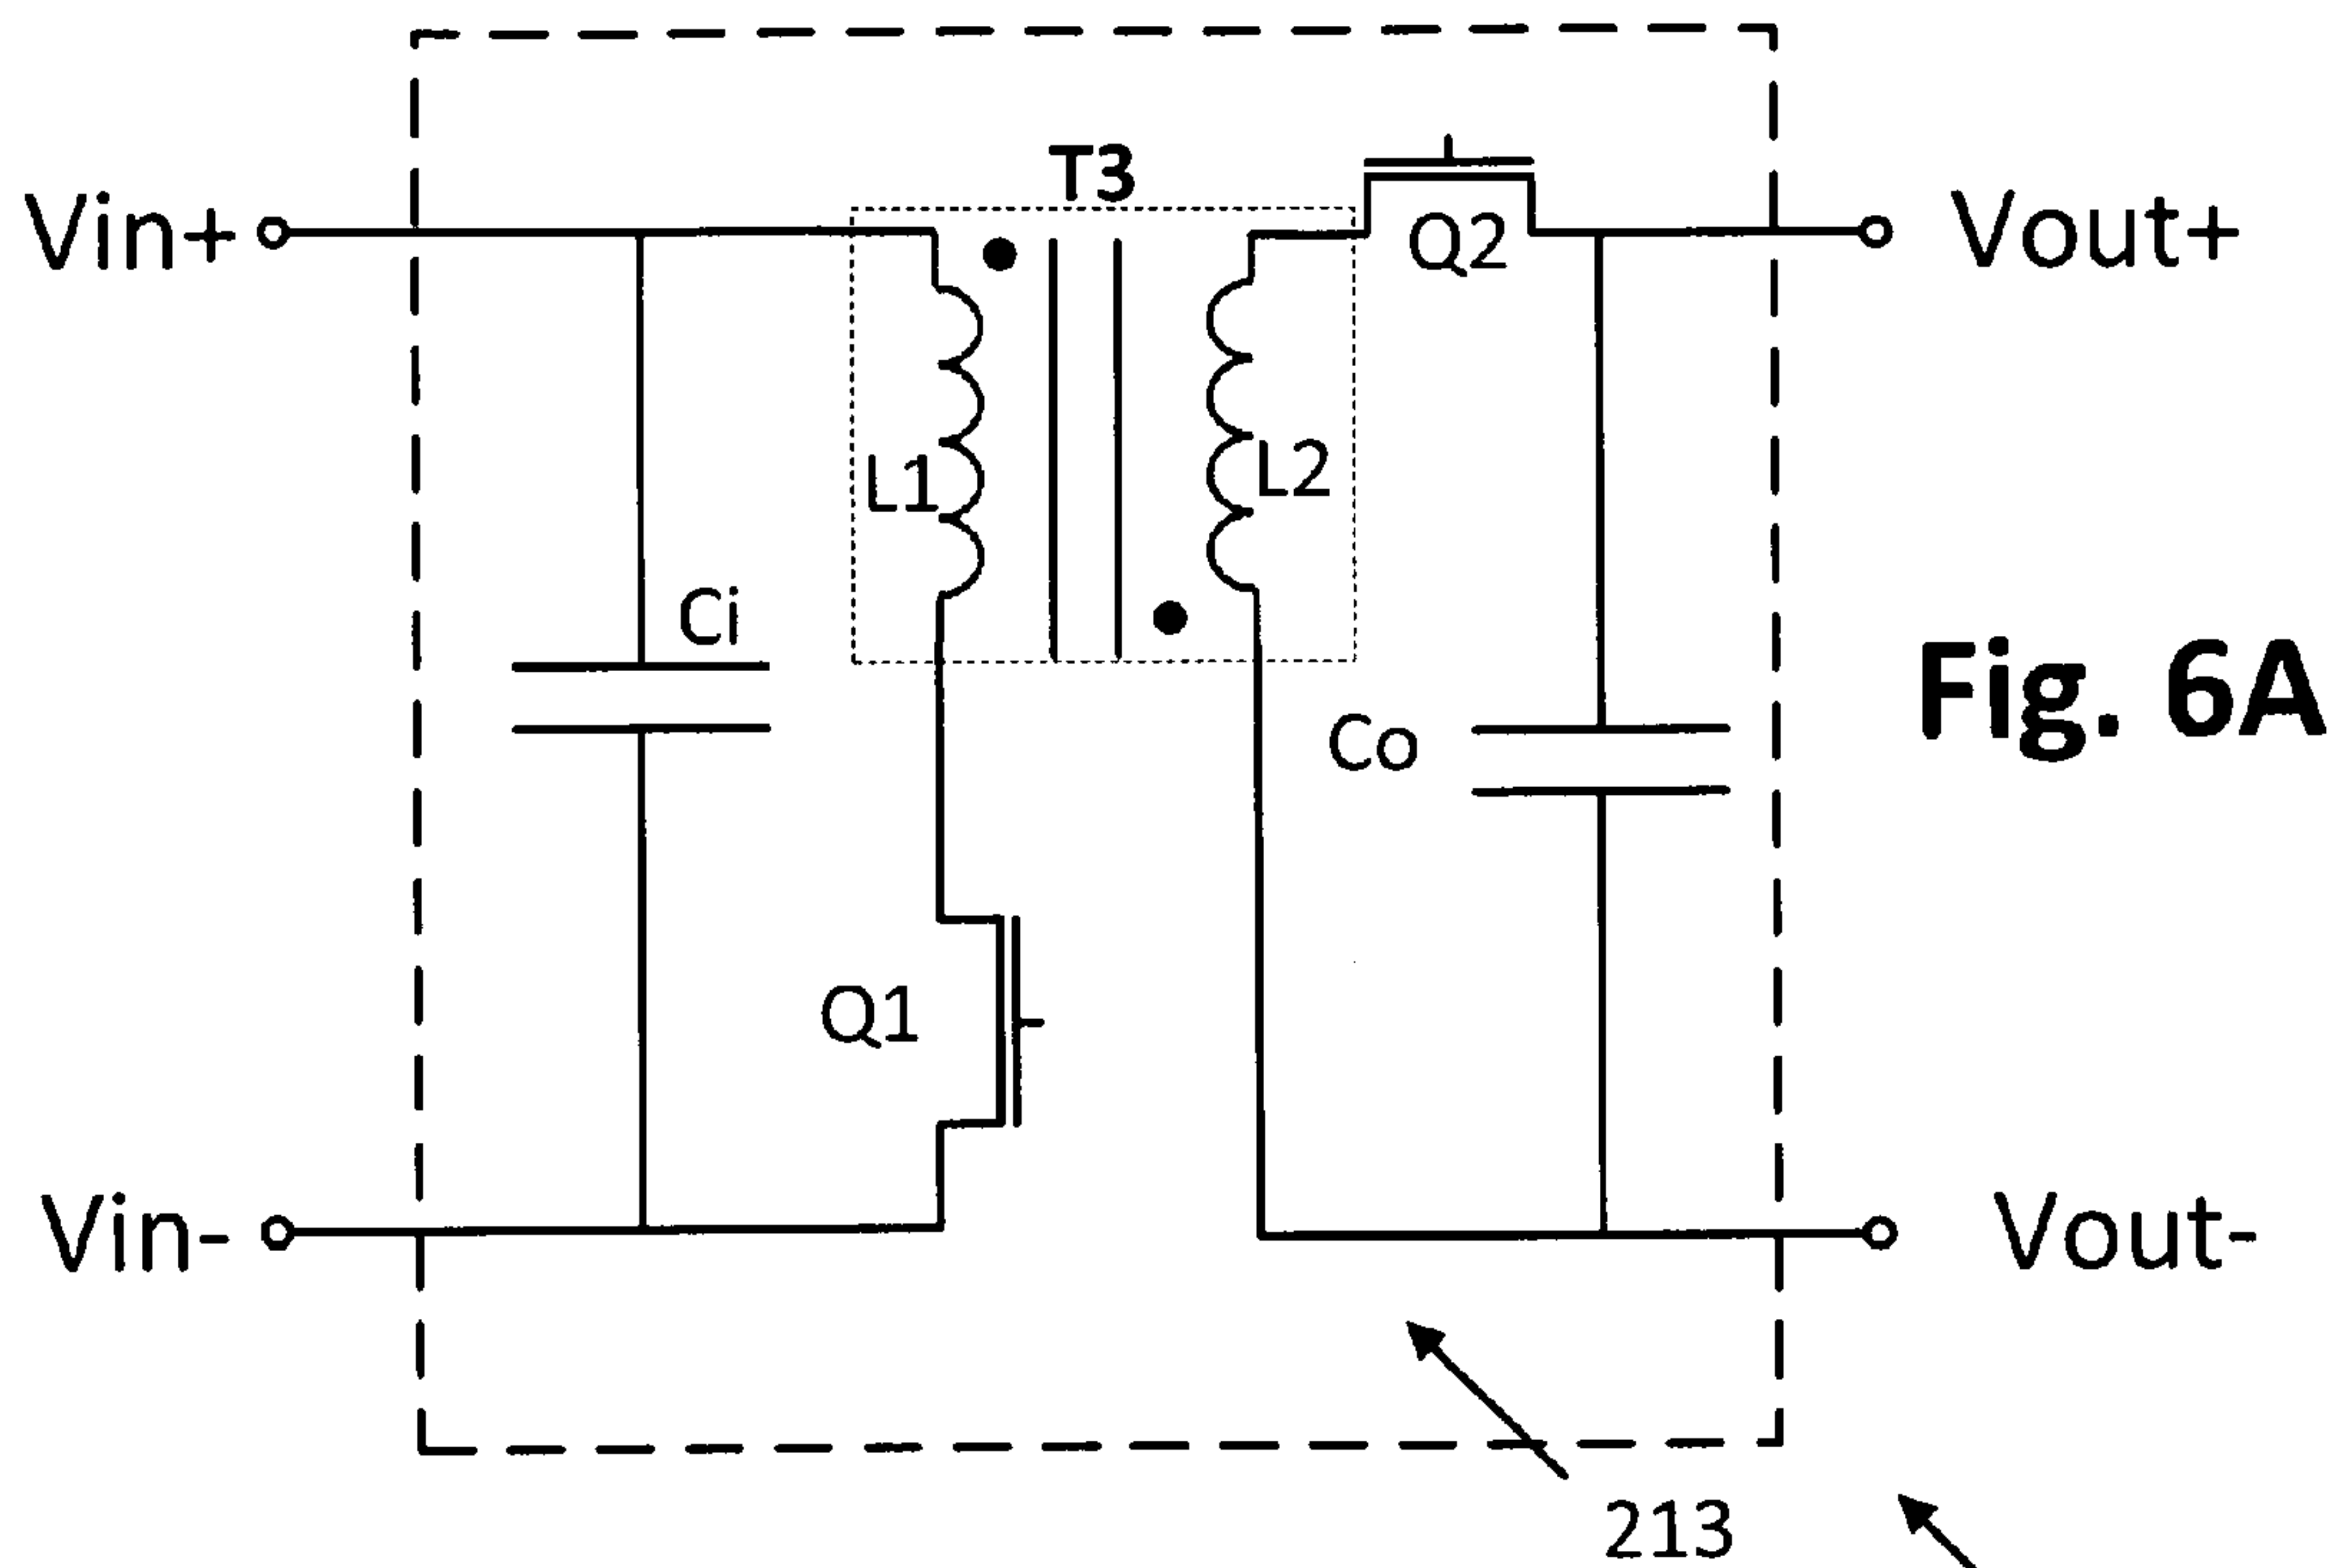 T3
Vin+
Q2
Vout+
L1
L2
Ci
Co
Fig. 6A
Q1
Vin-
Vout-
213